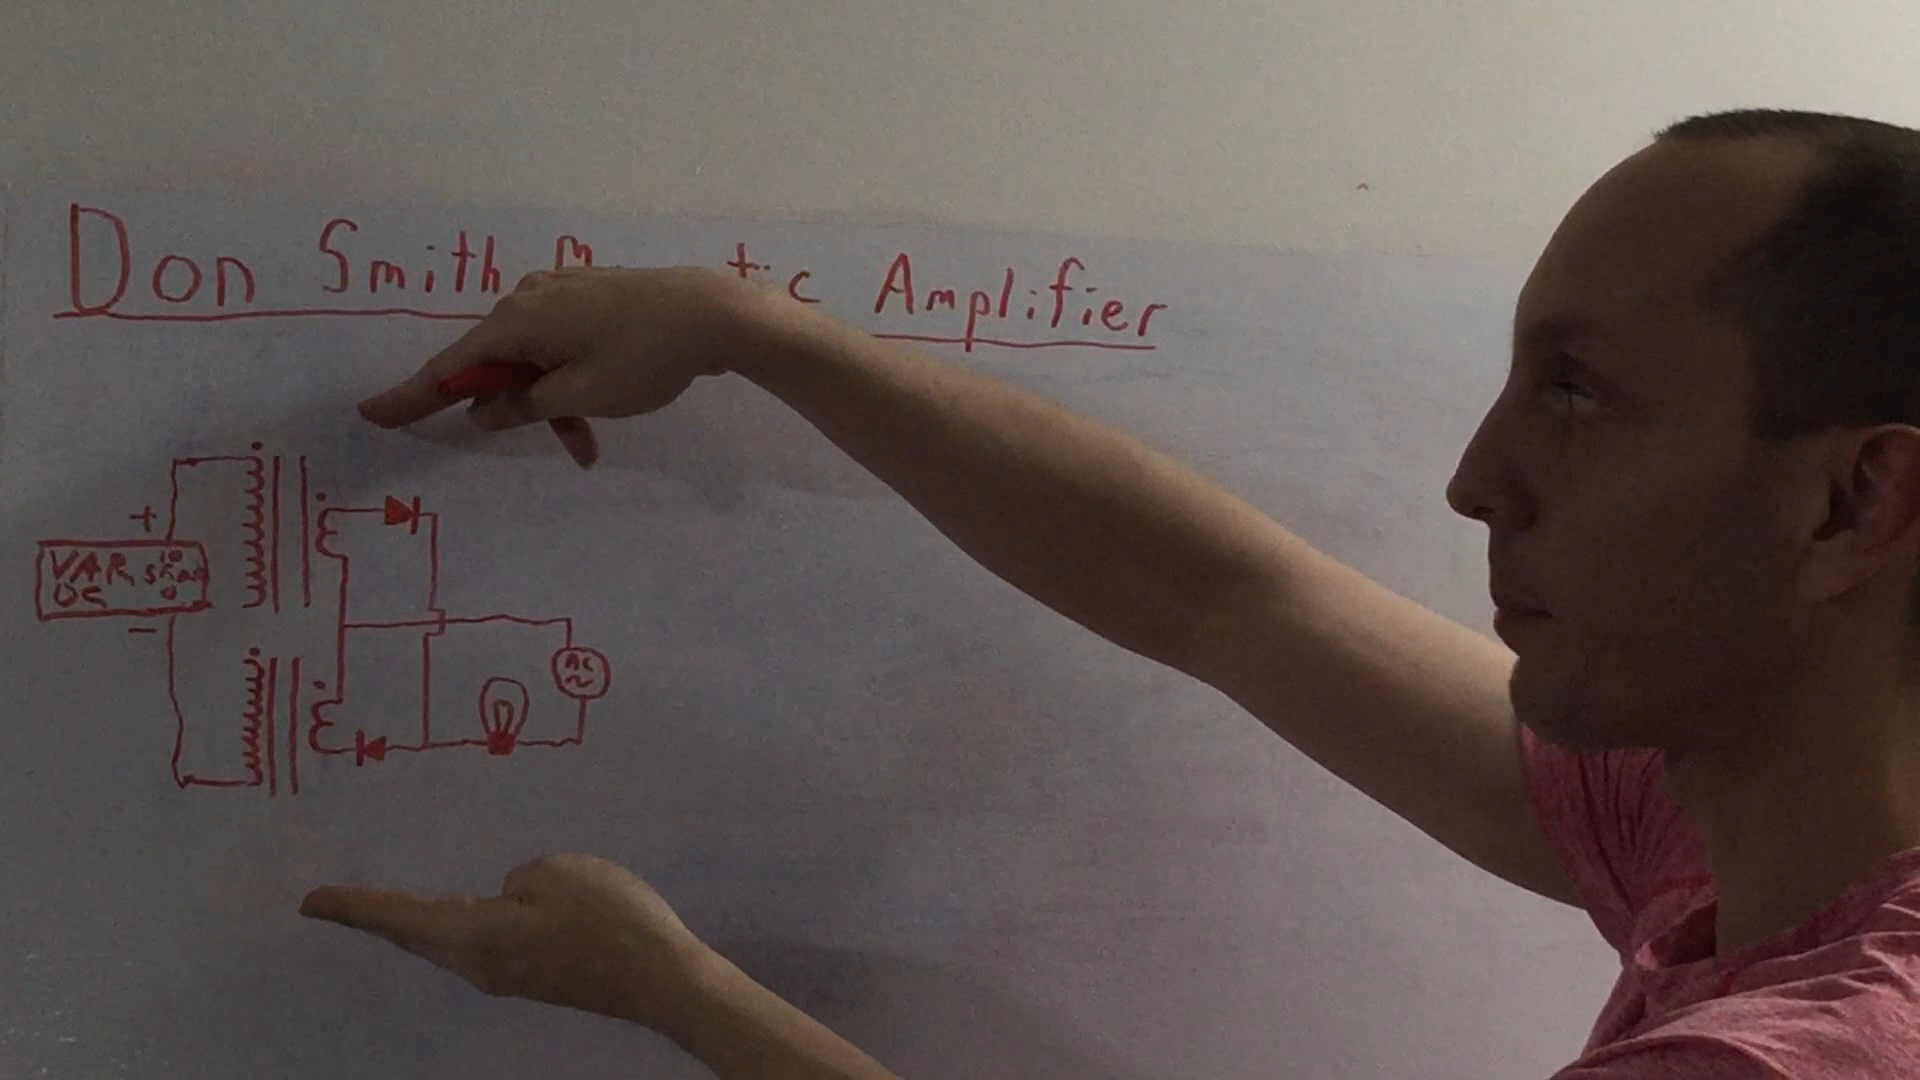 Don Smith Amplifier
+
VAR
DC
-
AC
~